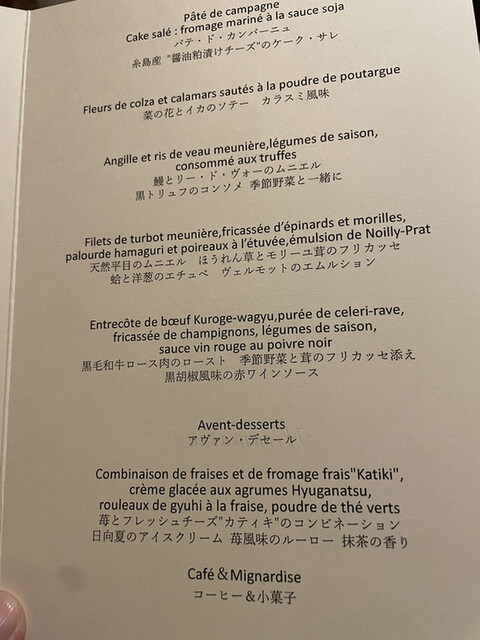 Pâté de campagne
Cake salé : fromage mariné à la sauce soja
パテ・ド・カンパーニュ
糸島産 "醤油粕漬けチーズ"のケーク・サレ
Fleurs de colza et calamars sautés à la poudre de poutargue
菜の花とイカのソテー カラスミ風味
Angille et ris de veau meunière,légumes de saison,
consommé aux truffes
鰻とリー・ド・ヴォーのムニエル
黒トリュフのコンソメ 季節野菜と一緒に
Filets de turbot meunière,fricassée d'épinards et morilles,
palourde hamaguri et poireaux à l'étuvée,émulsion de Noilly-Prat
天然平目のムニエル ほうれん草とモリーユ茸のフリカッセ
蛤と洋葱のエチュベ ヴェルモットのエムルション
Entrecôte de bœuf Kuroge-wagyu,purée de celeri-rave,
fricassée de champignons, légumes de saison,
sauce vin rouge au poivre noir
黒毛和牛ロース肉のロースト 季節野菜と茸のフリカッセ添え
黒胡椒風味の赤ワインソース
Avent-desserts
アヴァン・デセール
Combinaison de fraises et de fromage frais"Katiki",
crème glacée aux agrumes Hyuganatsu,
rouleaux de gyuhi à la fraise, poudre de thé verts
苺とフレッシュチーズ"カティキ"のコンビネーション
日向夏のアイスクリーム 苺風味のルーロー 抹茶の香り
Café＆Mignardise
コーヒー＆小菓子